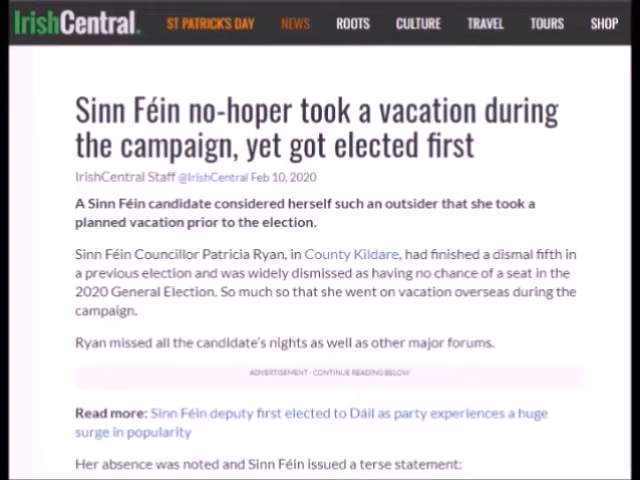 IrishCentral. ST PATRICK'S DAY NEWS ROOTS CULTURE TRAVEL TOURS SHOP
Sinn Féin no-hoper took a vacation during
the campaign, yet got elected first
IrishCentral Staff @IrishCentral Feb 10, 2020
A Sinn Féin candidate considered herself such an outsider that she took a
planned vacation prior to the election.
Sinn Féin Councillor Patricia Ryan, in County Kildare, had finished a dismal fifth in
a previous election and was widely dismissed as having no chance of a seat in the
2020 General Election. So much so that she went on vacation overseas during the
campaign.
Ryan missed all the candidate's nights as well as other major forums.
ADVERTISEMENT - CONTINUE READING BELOW
Read more: Sinn Féin deputy first elected to Dáil as party experiences a huge
surge in popularity
Her absence was noted and Sinn Féin issued a terse statement: